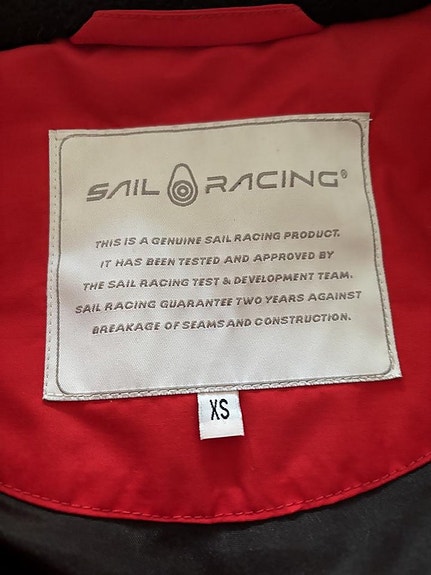 SAIL RACING®
THIS IS A GENUINE SAIL RACING PRODUCT.
IT HAS BEEN TESTED AND APPROVED BY
THE SAIL RACING TEST & DEVELOPMENT TEAM.
SAIL RACING GUARANTEE TWO YEARS AGAINST
BREAKAGE OF SEAMS AND CONSTRUCTION.
XS